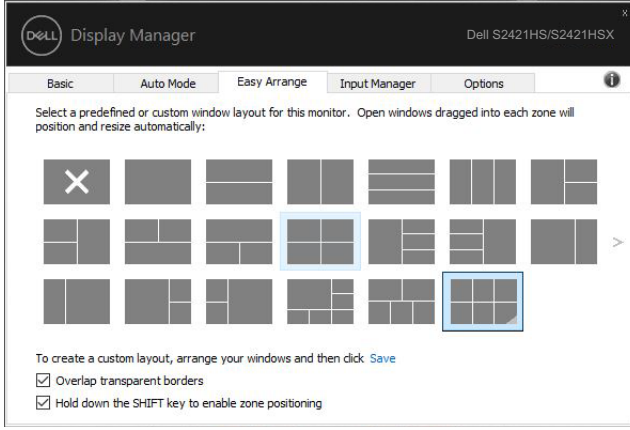 x
DELL Display Manager Dell S2421HS/S2421HSX
Basic Auto Mode Easy Arrange Input Manager Options
Select a predefined or custom window layout for this monitor. Open windows dragged into each zone will
position and resize automatically:
To create a custom layout, arrange your windows and then click Save
Overlap transparent borders
Hold down the SHIFT key to enable zone positioning